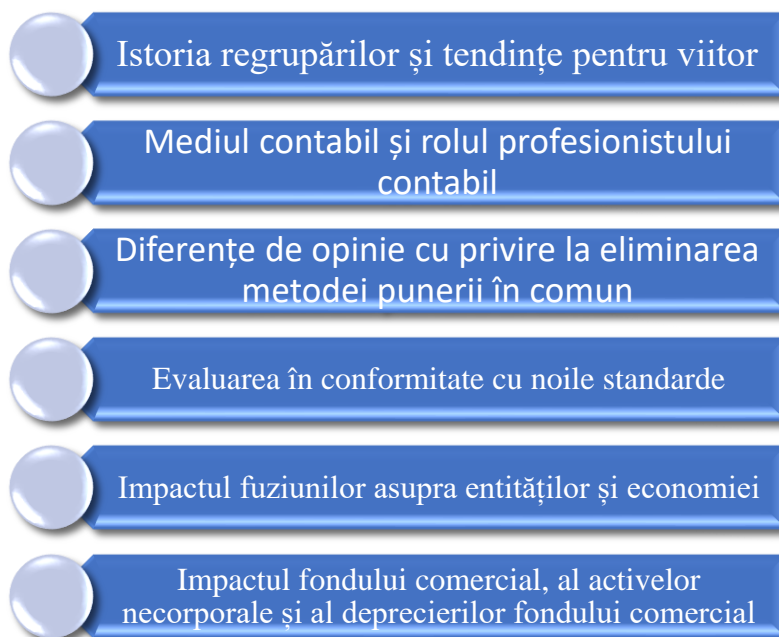 Istoria regrupărilor și tendințe pentru viitor
Mediul contabil și rolul profesionistului
contabil
Diferențe de opinie cu privire la eliminarea
metodei punerii în comun
Evaluarea în conformitate cu noile standarde
Impactul fuziunilor asupra entităților și economiei
Impactul fondului comercial, al activelor
necorporale și al deprecierilor fondului comercial